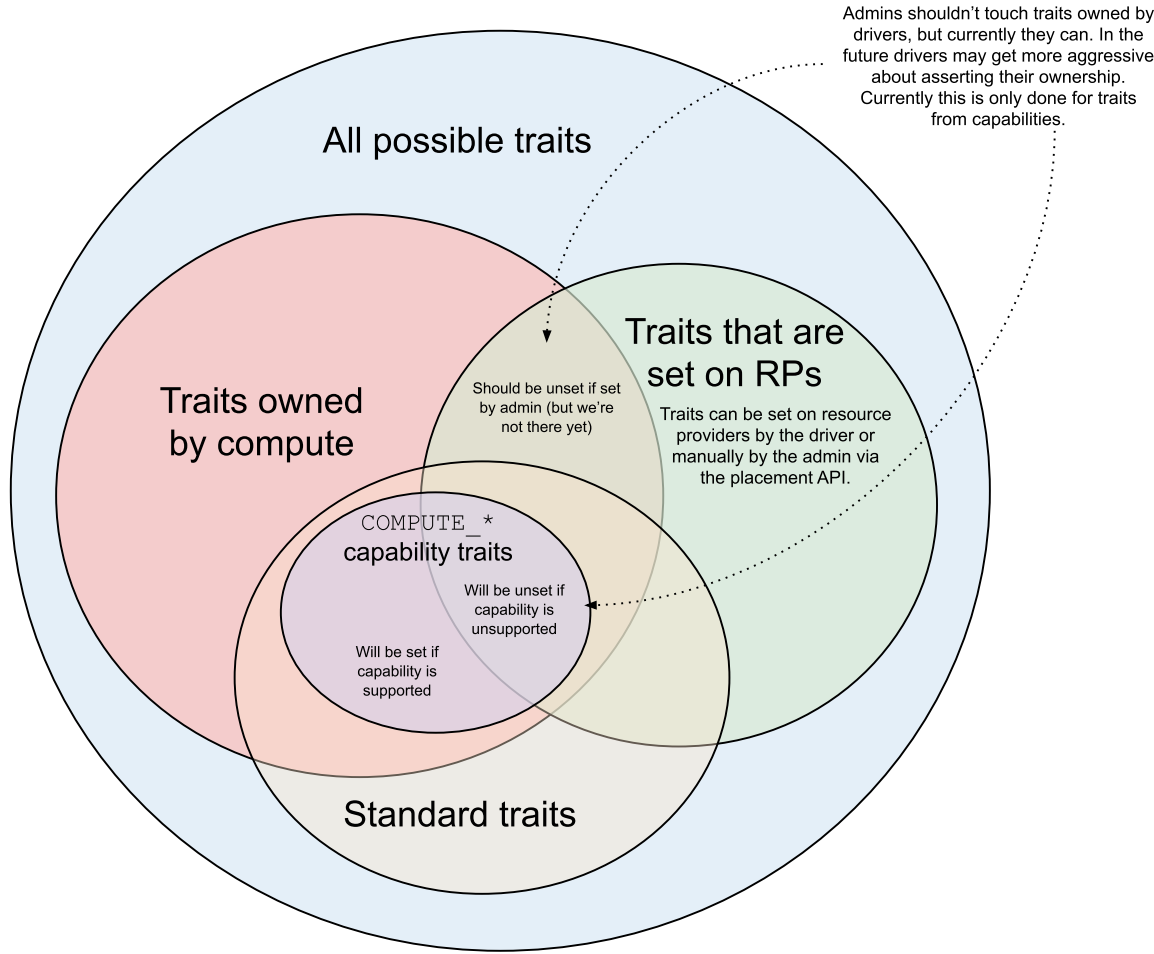 Admins shouldn’t touch traits owned by
drivers, but currently they can. In the
future drivers may get more aggressive
about asserting their ownership.
Currently this is only done for traits
from capabilities.
All possible traits
Traits that are
set on RPs
Traits can be set on resource
providers by the driver or
manually by the admin via
the placement API.
Traits owned
by compute
Should be unset if set
by admin (but we’re
not there yet)
COMPUTE_*
capability traits
Will be unset if
capability is
unsupported
Will be set if
capability is
supported
Standard traits